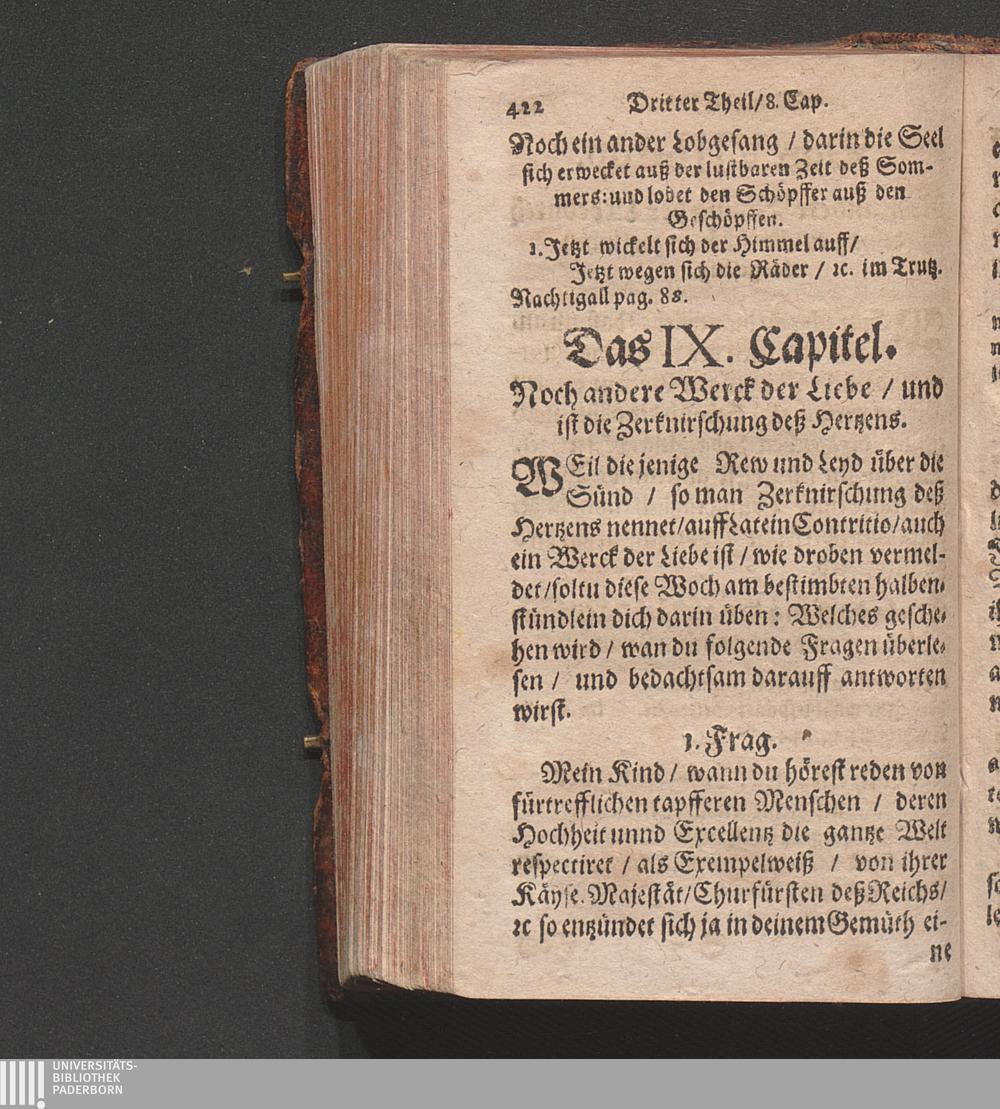 422 Dritter Theil/8. Cap.
Noch ein ander Lobgesang / darin die Seel
sich erwecket auß der lustbaren Zeit deß Som-
mers: und lobet den Schöpffer auß den
Geschöpffen.
1. Jetzt wickelt sich der Himmel auff/
Jetzt wegen sich die Räder / ꝛc. im Trutz.
Nachtigall pag. 88.
Das IX. Capitel.
Noch andere Werck der Liebe / und
ist die Zerknirschung deß Hertzens.
WEil die jenige Rew und Leyd über die
Sünd / so man Zerknirschung deß
Hertzens nennet/auff Latein Contritio/auch
ein Werck der Liebe ist / wie droben vermel-
det/soltu diese Woch am bestimbten halben-
stündlein dich darin üben: Welches gesche-
hen wird / wan du folgende Fragen überle-
sen / und bedachtsam darauff antworten
wirst.
1. Frag.
Mein Kind / wann du hörest reden von
fürtrefflichen tapfferen Menschen / deren
Hochheit unnd Excellentz die gantze Welt
respectiret / als Exempelweiß / von ihrer
Käyse. Majestät/Churfürsten deß Reichs/
ꝛc so entzündet sich ja in deinem Gemüth ei-
ne
UNIVERSITÄTS-
BIBLIOTHEK
PADERBORN